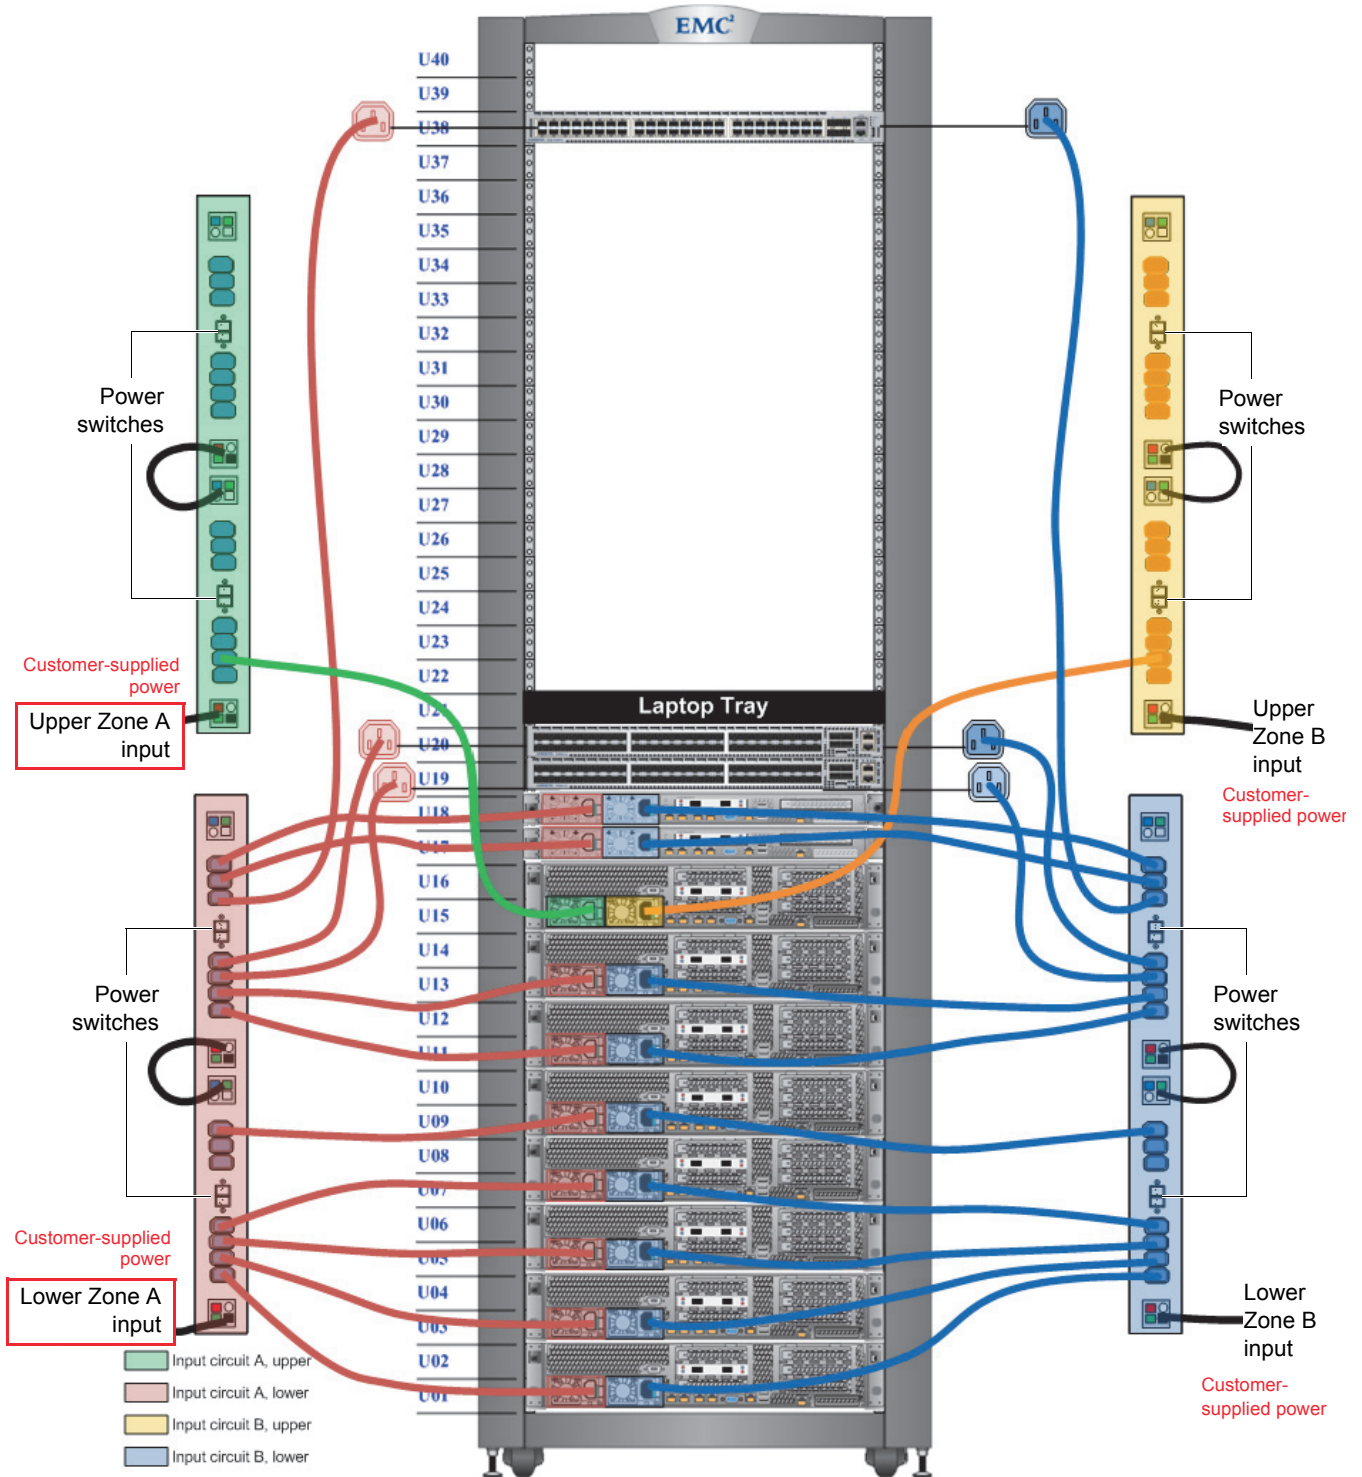 EMC²
U40
U39
U38
U37
U36
U35
U34
U33
U32
U31
U30
U29
U28
U27
U26
U25
U24
U23
U22
U21
U20
U19
U18
U17
U16
U15
U14
U13
U12
U11
U10
U09
U08
U07
U06
U05
U04
U03
U02
U01
Laptop Tray
Power
switches
Customer-supplied
power
Upper Zone A
input
Power
switches
Customer-supplied
power
Lower Zone A
input
Power
switches
Upper
Zone B
input
Customer-
supplied power
Power
switches
Lower
Zone B
input
Customer-
supplied power
Input circuit A, upper
Input circuit A, lower
Input circuit B, upper
Input circuit B, lower